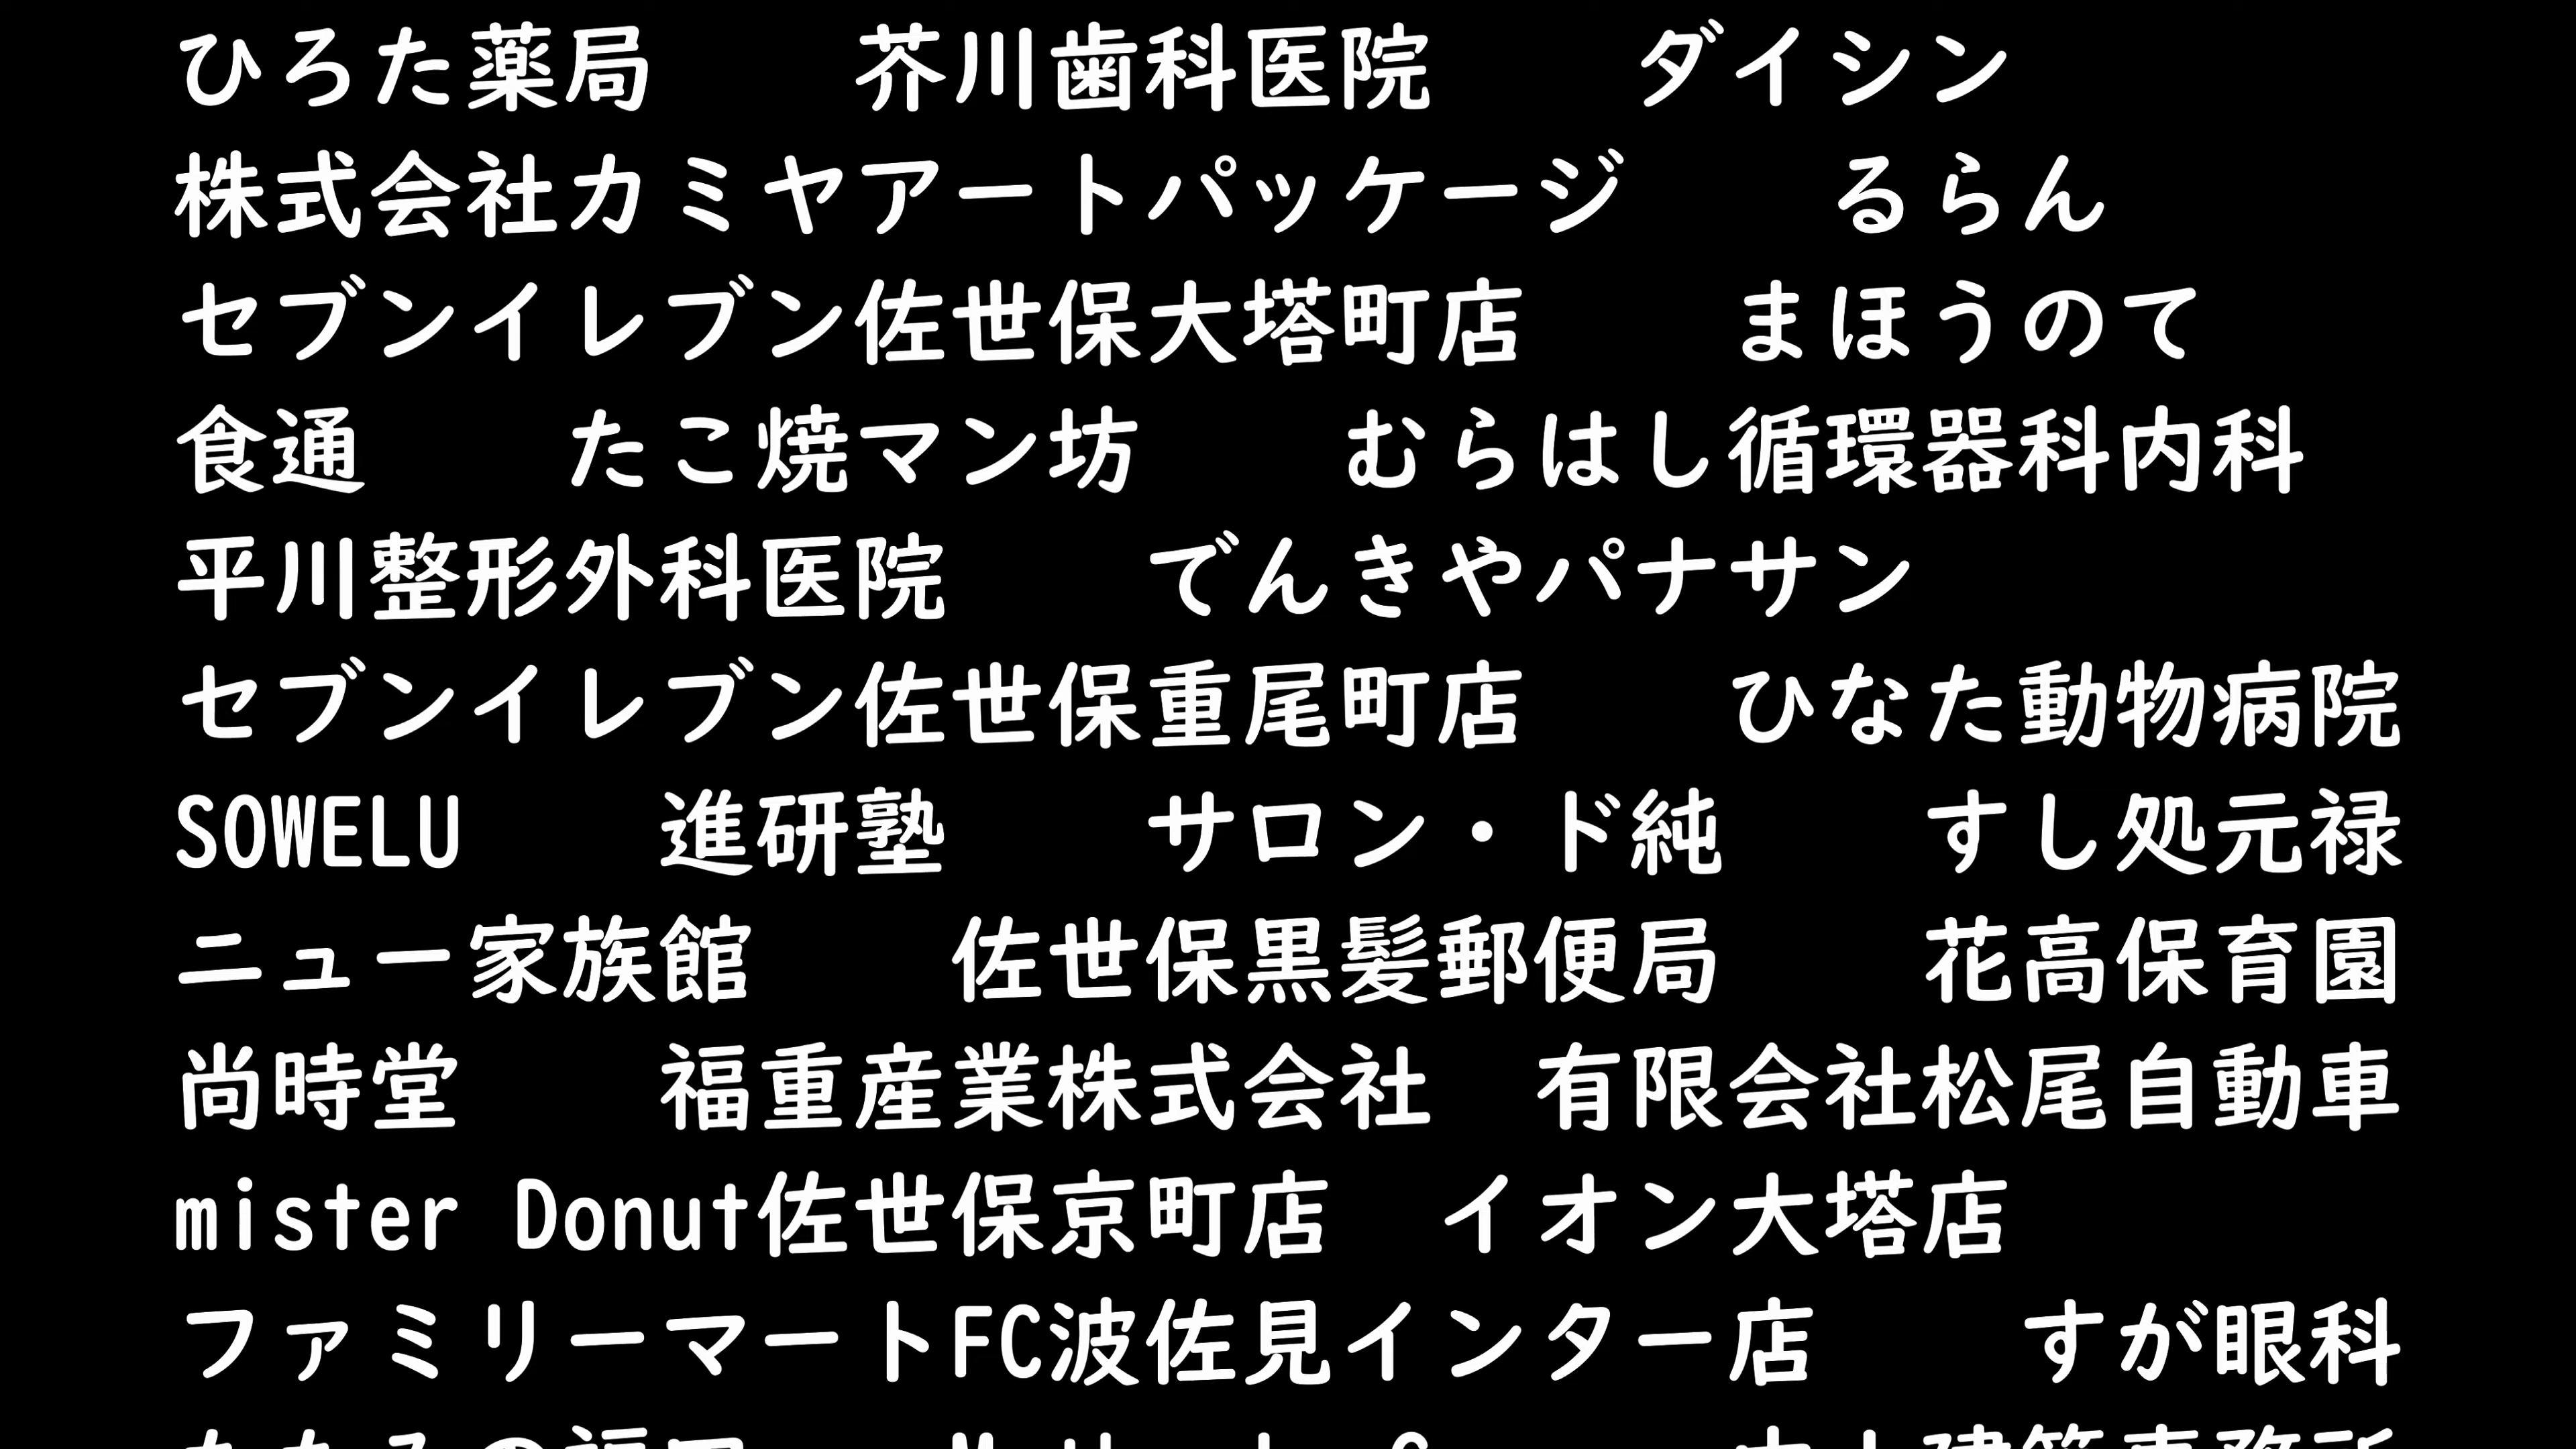 ひろた薬局　　芥川歯科医院　　ダイシン
株式会社カミヤアートパッケージ　　るらん
セブンイレブン佐世保大塔町店　　まほうのて
食通　　たこ焼マン坊　　むらはし循環器科内科
平川整形外科医院　　でんきやパナサン
セブンイレブン佐世保重尾町店　　ひなた動物病院
SOWELU　　進研塾　　サロン・ド純　　すし処元禄
ニュー家族館　　佐世保黒髪郵便局　　花高保育園
尚時堂　　福重産業株式会社　有限会社松尾自動車
mister Donut佐世保京町店　イオン大塔店
ファミリーマートFC波佐見インター店　　すが眼科